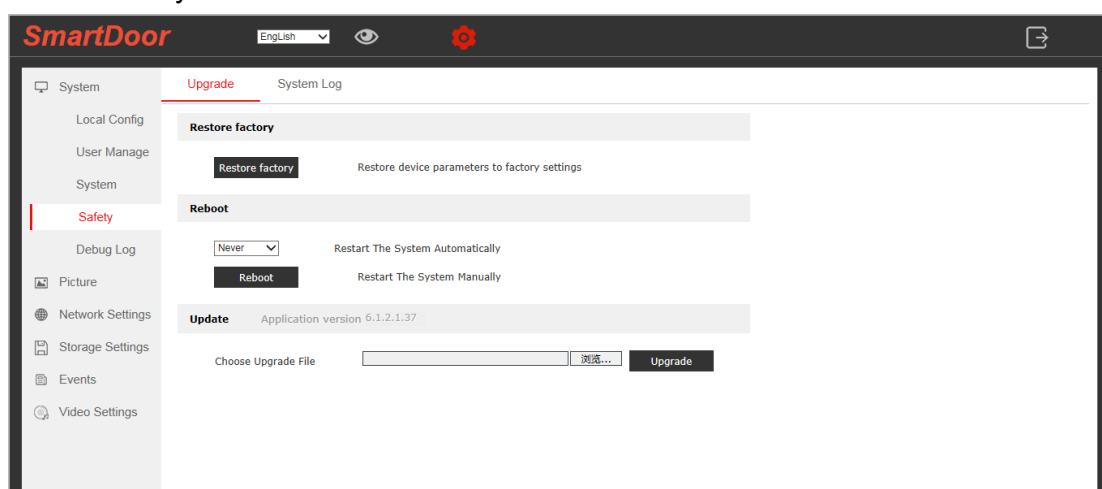 SmartDoor EngLish
System Upgrade System Log
Local Config
Restore factory
User Manage
Restore factory Restore device parameters to factory settings
System
Reboot
Safety
Never Restart The System Automatically
Debug Log
Reboot Restart The System Manually
Picture
Network Settings
Update Application version 6.1.2.1.37
Storage Settings
Choose Upgrade File 浏览... Upgrade
Events
Video Settings